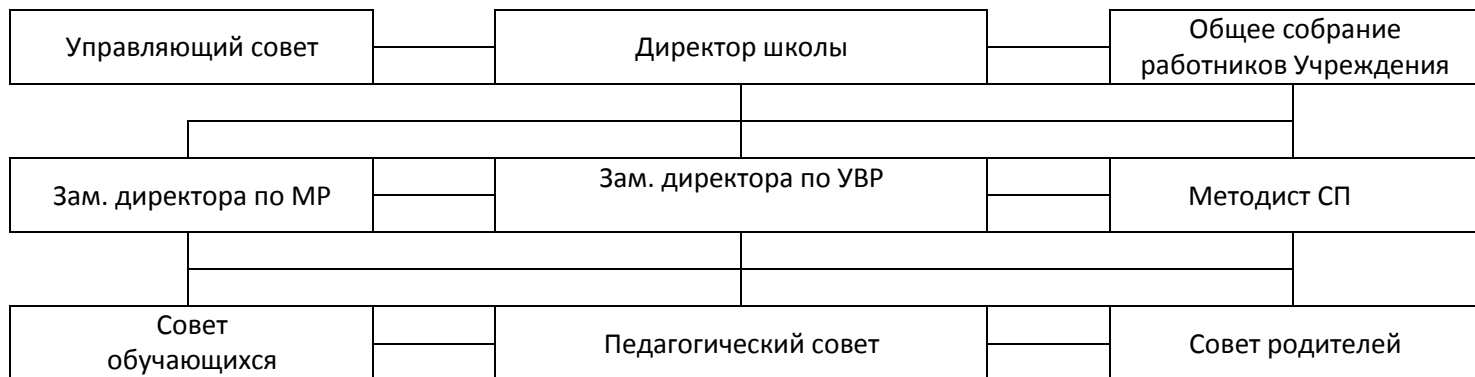 Управляющий совет
Директор школы
Общее собрание
работников Учреждения
Зам. директора по МР
Зам. директора по УВР
Методист СП
Совет
обучающихся
Педагогический совет
Совет родителей